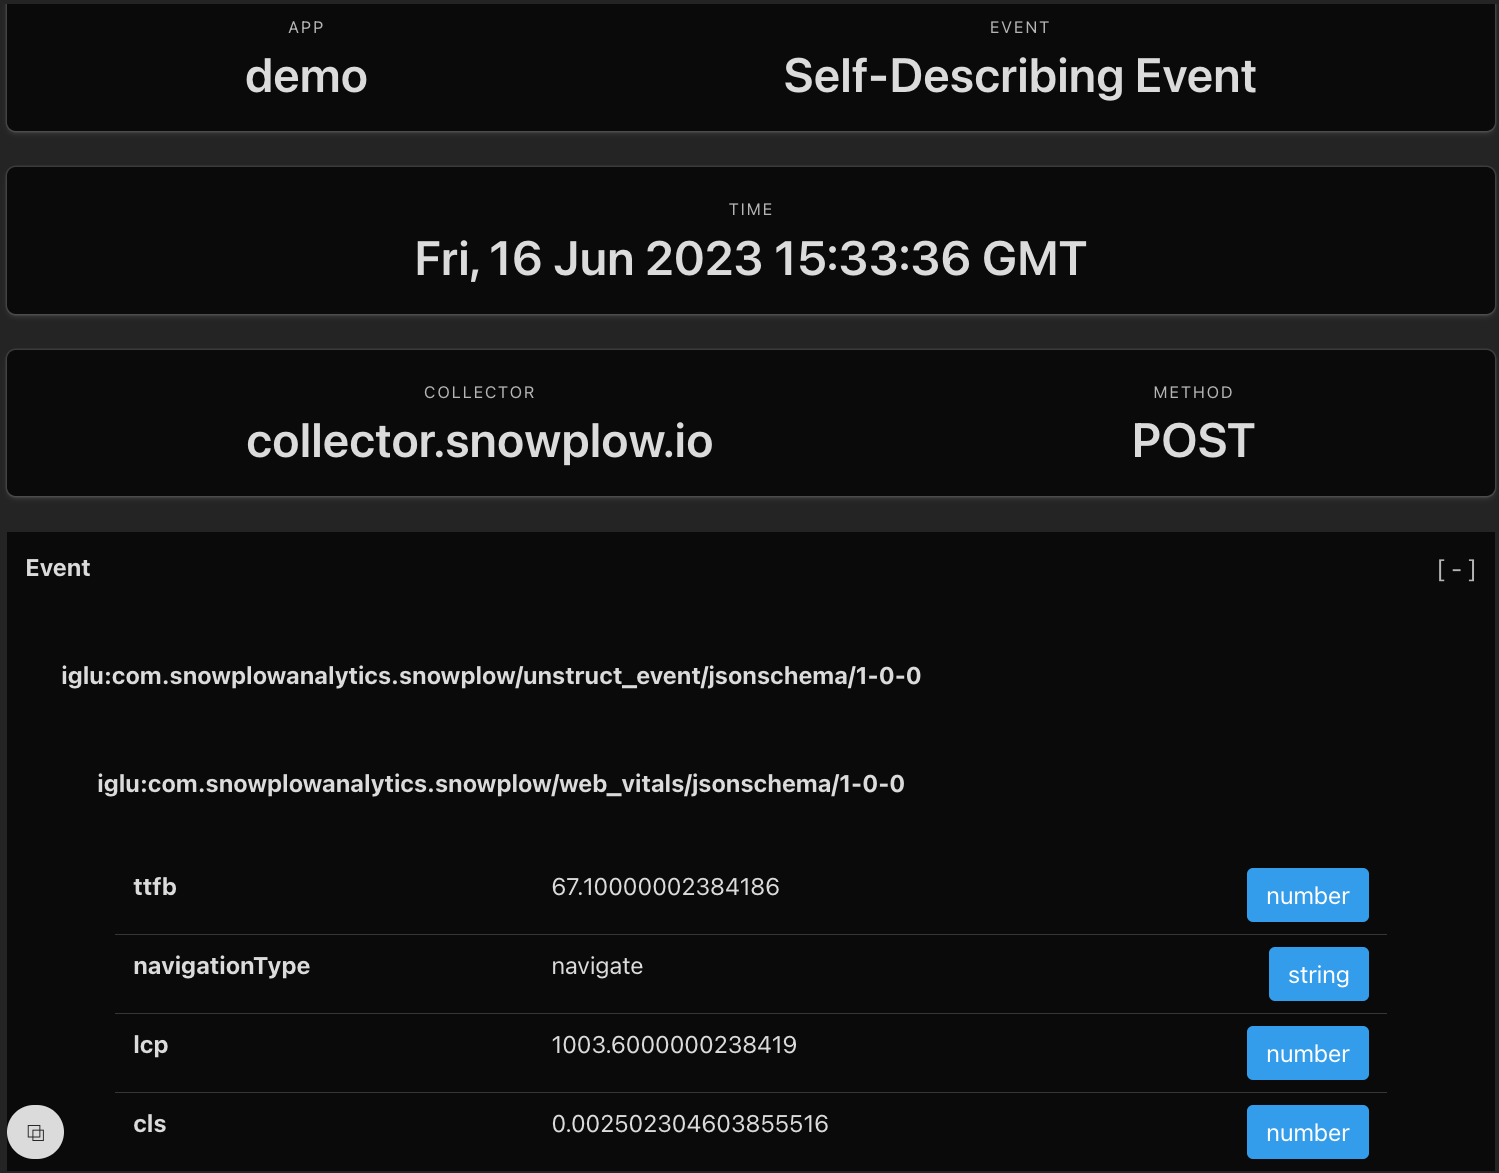 APP EVENT
demo Self-Describing Event
TIME
Fri, 16 Jun 2023 15:33:36 GMT
COLLECTOR METHOD
collector.snowplow.io POST
Event [ - ]
iglu:com.snowplowanalytics.snowplow/unstruct_event/jsonschema/1-0-0
iglu:com.snowplowanalytics.snowplow/web_vitals/jsonschema/1-0-0
ttfb 67.10000002384186 number
navigationType navigate string
lcp 1003.6000000238419 number
cls 0.002502304603855516 number